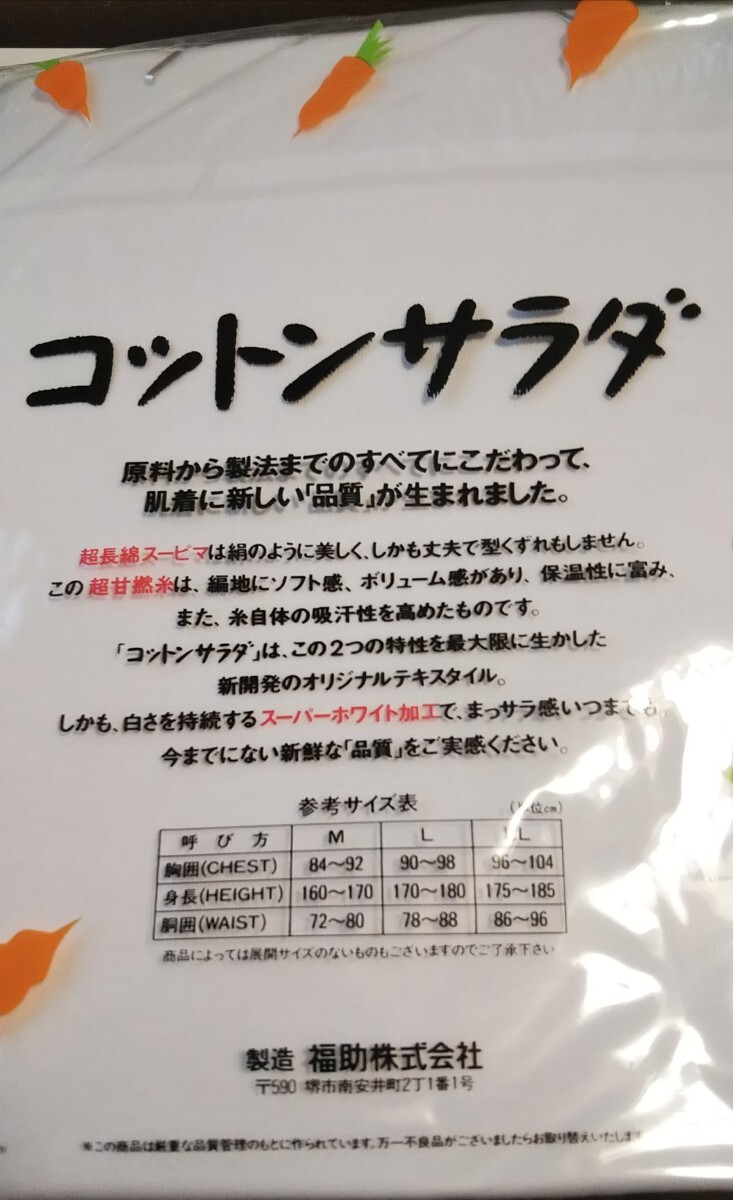 コットンサラダ
原料から製法までのすべてにこだわって、
肌着に新しい「品質」が生まれました。
超長綿スーピマは絹のように美しく、しかも丈夫で型くずれもしません。
この超甘撚糸は、編地にソフト感、ボリューム感があり、保温性に富み、
また、糸自体の吸汗性を高めたものです。
「コットンサラダ」は、この2つの特性を最大限に生かした
新開発のオリジナルテキスタイル。
しかも、白さを持続するスーパーホワイト加工で、まっサラ感いつまでも。
今までにない新鮮な「品質」をご実感ください。
参考サイズ表 (単位cm)
呼び方 M L LL
胸囲(CHEST) 84〜92 90〜98 96〜104
身長(HEIGHT) 160〜170 170〜180 175〜185
胴囲(WAIST) 72〜80 78〜88 86〜96
商品によっては展開サイズのないものもございますのでご了承下さい
製造 福助株式会社
〒590 堺市南安井町2丁1番1号
※この商品は厳重な品質管理のもとに作られています。万一不良品がございましたらお取り替えいたします